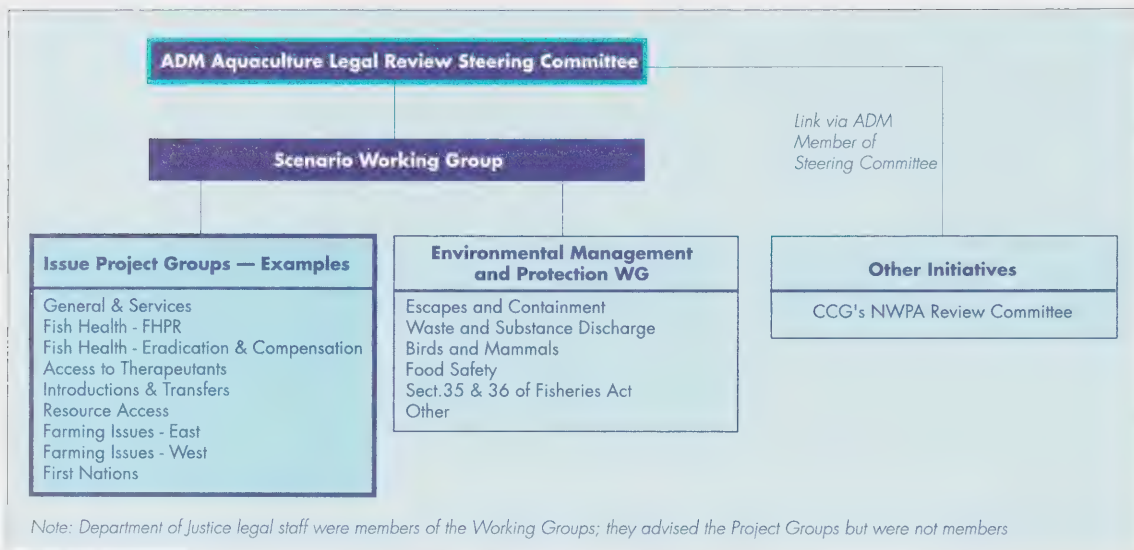 ADM Aquaculture Legal Review Steering Committee
Link via ADM
Member of
Steering Committee
Scenario Working Group
Issue Project Groups — Examples
General & Services
Fish Health - FHPR
Fish Health - Eradication & Compensation
Access to Therapeutants
Introductions & Transfers
Resource Access
Farming Issues - East
Farming Issues - West
First Nations
Environmental Management
and Protection WG
Escapes and Containment
Waste and Substance Discharge
Birds and Mammals
Food Safety
Sect.35 & 36 of Fisheries Act
Other
Other Initiatives
CCG's NWPA Review Committee
Note: Department of Justice legal staff were members of the Working Groups; they advised the Project Groups but were not members